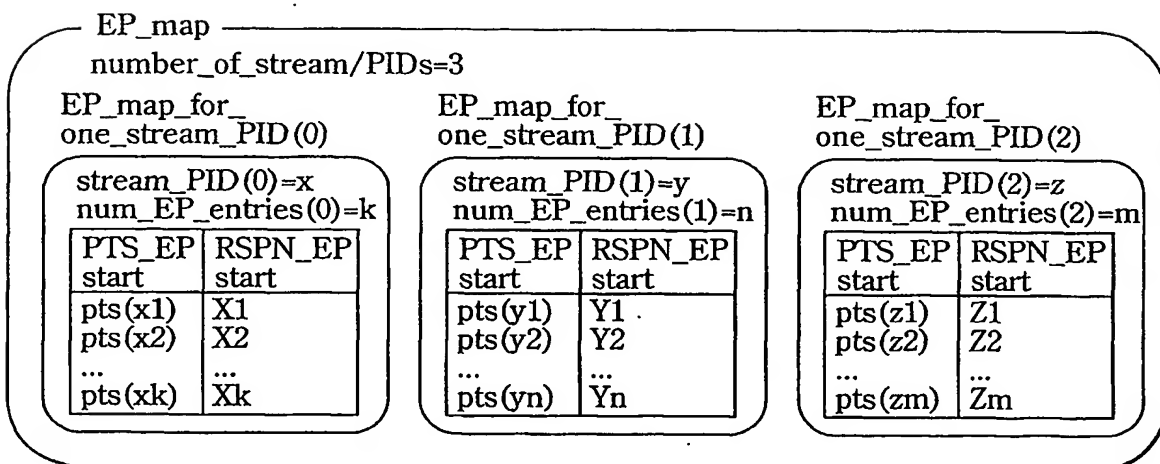 EP_map
number_of_stream/PIDs=3
EP_map_for_
one_stream_PID(0)
stream_PID(0)=x
num_EP_entries(0)=k
PTS_EP RSPN_EP
start start
pts(x1) X1
pts(x2) X2
... ...
pts(xk) Xk
EP_map_for_
one_stream_PID(1)
stream_PID(1)=y
num_EP_entries(1)=n
PTS_EP RSPN_EP
start start
pts(y1) Y1
pts(y2) Y2
... ...
pts(yn) Yn
EP_map_for_
one_stream_PID(2)
stream_PID(2)=z
num_EP_entries(2)=m
PTS_EP RSPN_EP
start start
pts(z1) Z1
pts(z2) Z2
... ...
pts(zm) Zm